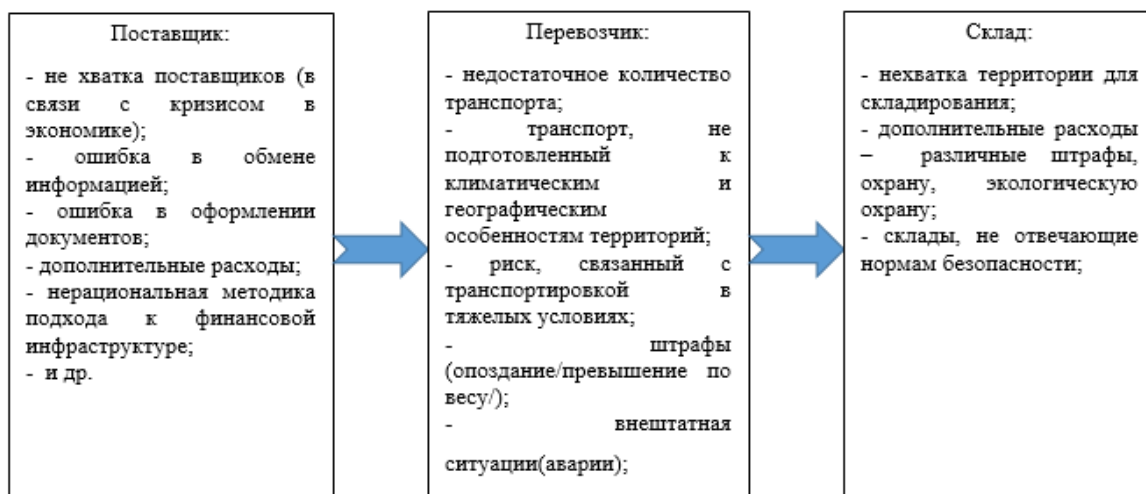 Поставщик:
- не хватка поставщиков (в
связи с кризисом в
экономике);
- ошибка в обмене
информацией;
- ошибка в оформлении
документов;
- дополнительные расходы;
- нерациональная методика
подхода к финансовой
инфраструктуре;
- и др.
Перевозчик:
- недостаточное количество
транспорта;
- транспорт, не
подготовленный к
климатическим и
географическим
особенностям территорий;
- риск, связанный с
транспортировкой в
тяжелых условиях;
- штрафы
(опоздание/превышение по
весу/);
- внештатная
ситуации(аварии);
Склад:
- нехватка территории для
складирования;
- дополнительные расходы
– различные штрафы,
охрану, экологическую
охрану;
- склады, не отвечающие
нормам безопасности;